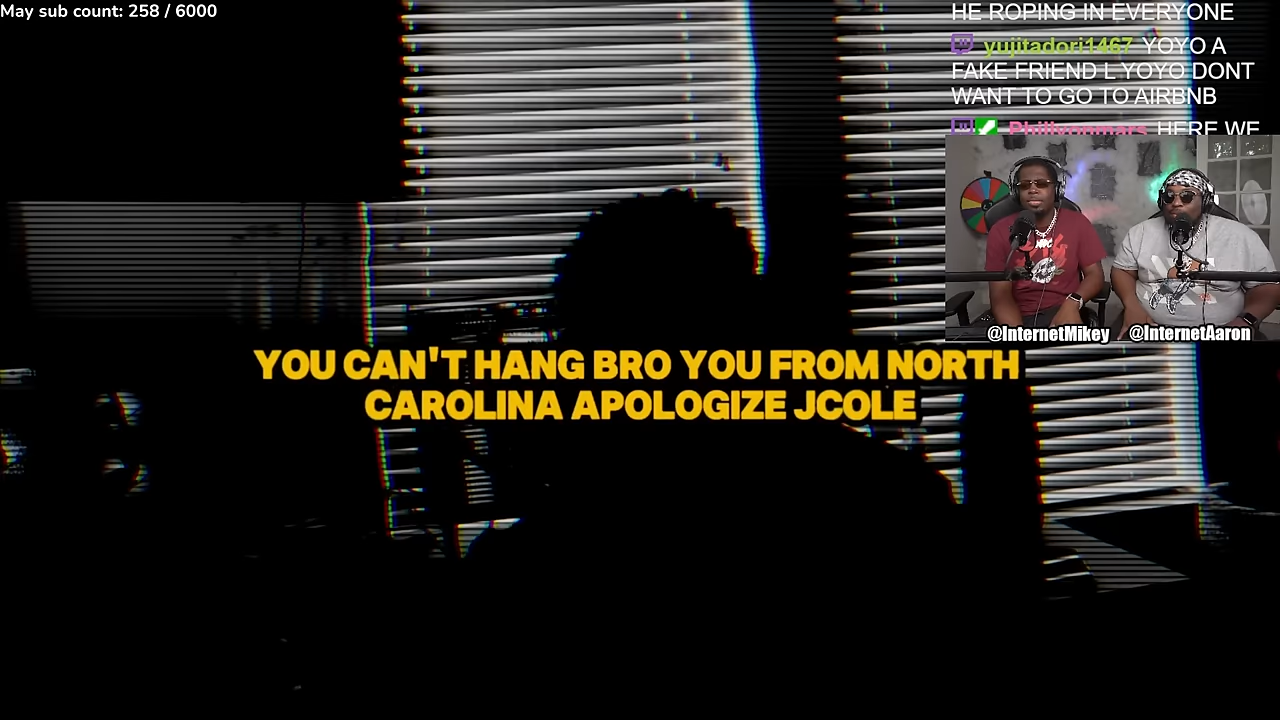 May sub count: 258 / 6000
HE ROPING IN EVERYONE
yujitadori1467 YOYO A
FAKE FRIEND L YOYO DONT
WANT TO GO TO AIRBNB
Phillyonmars HERE WE
@InternetMikey @InternetAaron
YOU CAN'T HANG BRO YOU FROM NORTH
CAROLINA APOLOGIZE JCOLE